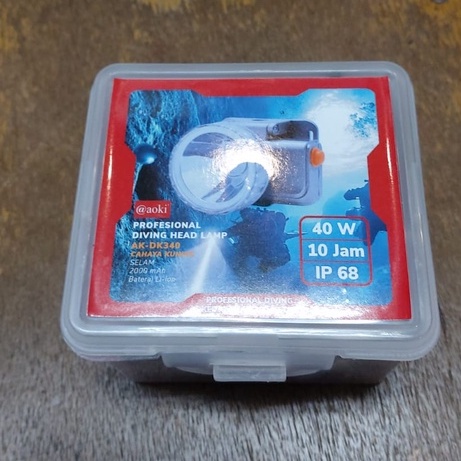 @aoki
PROFESIONAL
DIVING HEAD LAMP
AK-DK340
CAHAYA KUNING
SELAM
2000 mAh
Baterai Li-Ion
40 W
10 Jam
IP 68
PROFESIONAL DIVING